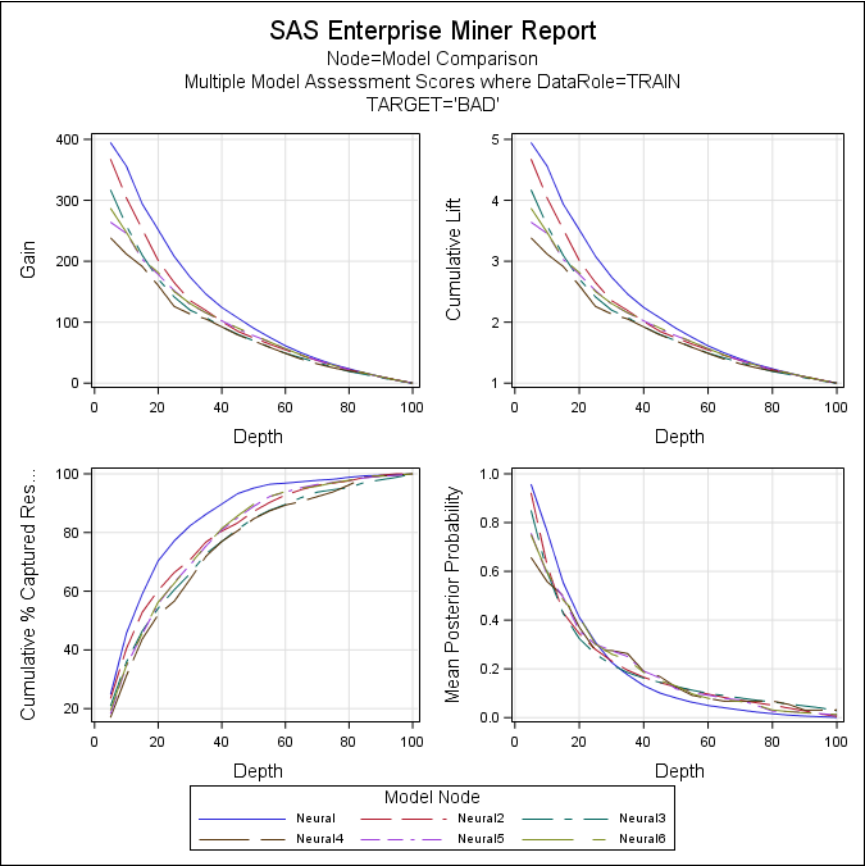 SAS Enterprise Miner Report
Node=Model Comparison
Multiple Model Assessment Scores where DataRole=TRAIN
TARGET='BAD'
400
300
200
100
0
Gain
0 20 40 60 80 100
Depth
5
4
3
2
1
Cumulative Lift
0 20 40 60 80 100
Depth
100
80
60
40
20
Cumulative % Captured Res...
0 20 40 60 80 100
Depth
1.0
0.8
0.6
0.4
0.2
0.0
Mean Posterior Probability
0 20 40 60 80 100
Depth
Model Node
Neural Neural2 Neural3
Neural4 Neural5 Neural6